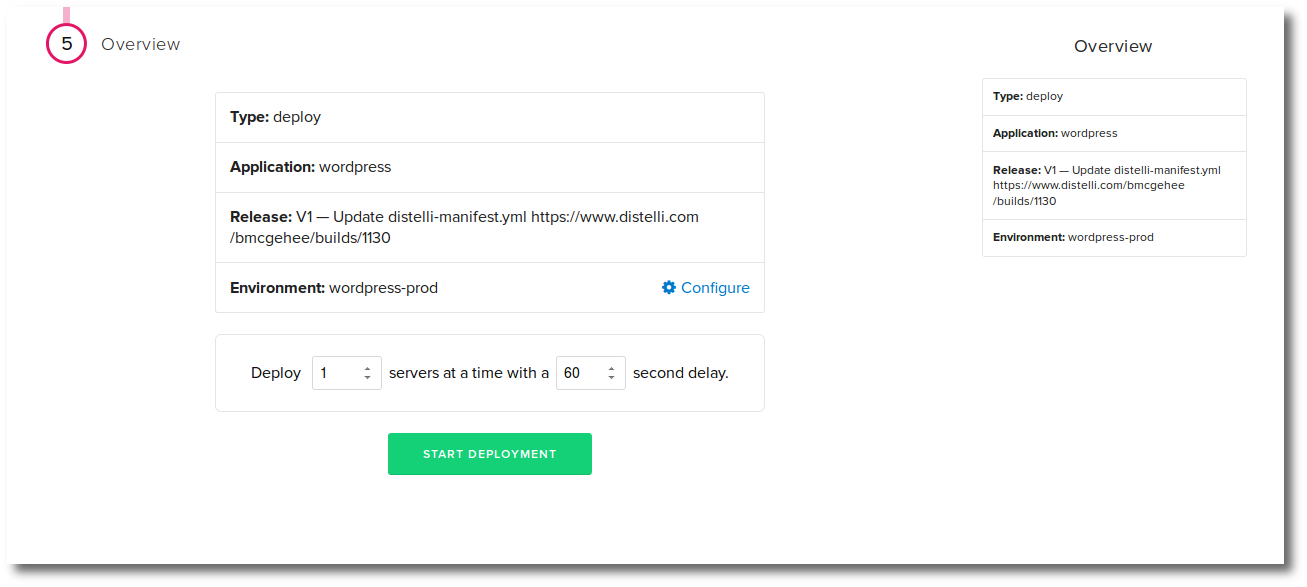 5 Overview
Type: deploy
Application: wordpress
Release: V1 — Update distelli-manifest.yml https://www.distelli.com
/bmcgehee/builds/1130
Environment: wordpress-prod Configure
Deploy 1 servers at a time with a 60 second delay.
START DEPLOYMENT
Overview
Type: deploy
Application: wordpress
Release: V1 — Update distelli-manifest.yml
https://www.distelli.com/bmcgehee
/builds/1130
Environment: wordpress-prod